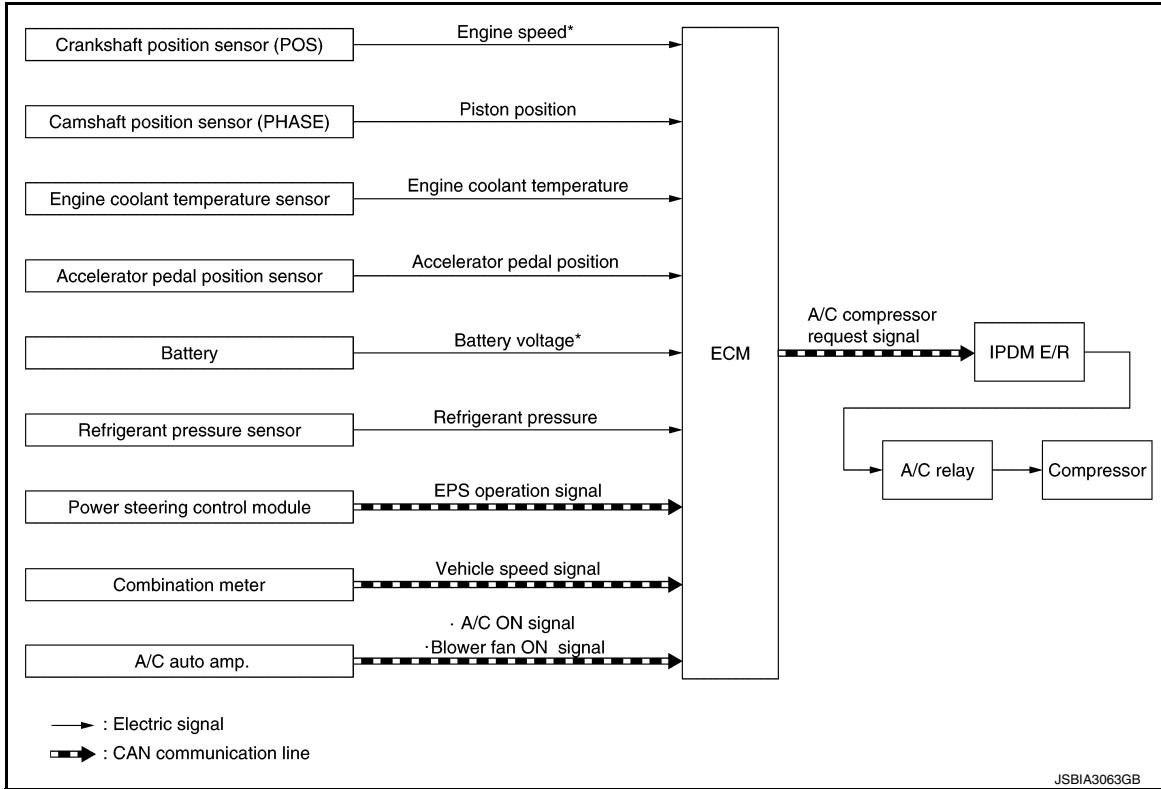 Crankshaft position sensor (POS)
Engine speed*
Camshaft position sensor (PHASE)
Piston position
Engine coolant temperature sensor
Engine coolant temperature
Accelerator pedal position sensor
Accelerator pedal position
Battery
Battery voltage*
Refrigerant pressure sensor
Refrigerant pressure
Power steering control module
EPS operation signal
Combination meter
Vehicle speed signal
A/C auto amp.
· A/C ON signal
·Blower fan ON signal
ECM
A/C compressor
request signal
IPDM E/R
A/C relay
Compressor
: Electric signal
: CAN communication line
JSBIA3063GB